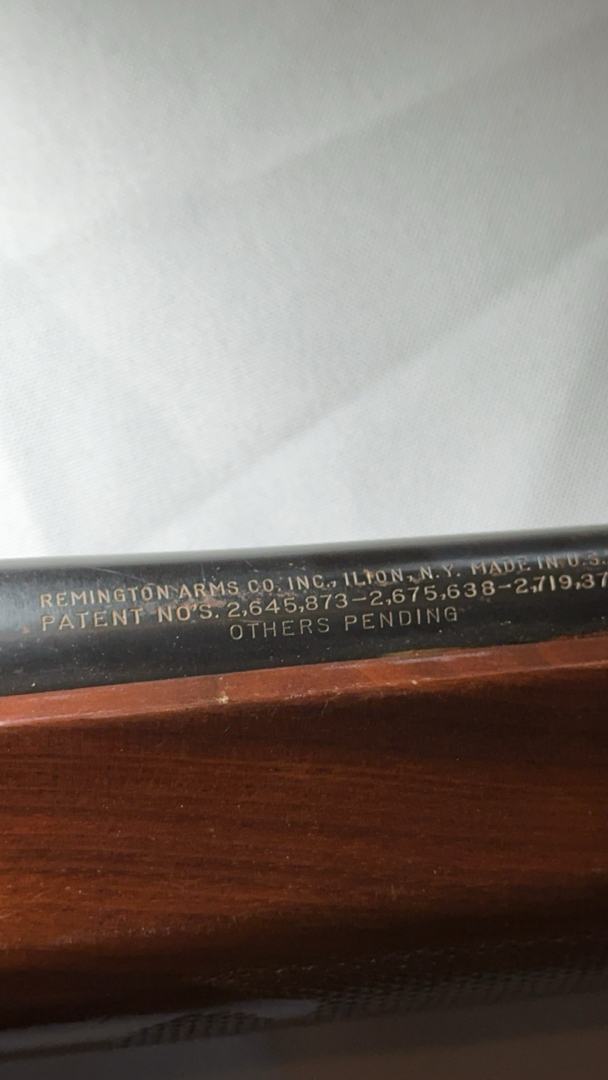 REMINGTON ARMS CO. INC., ILION, N.Y. MADE IN U.S.
PATENT NO'S. 2,645,873-2,675,638-2,719,37
OTHERS PENDING